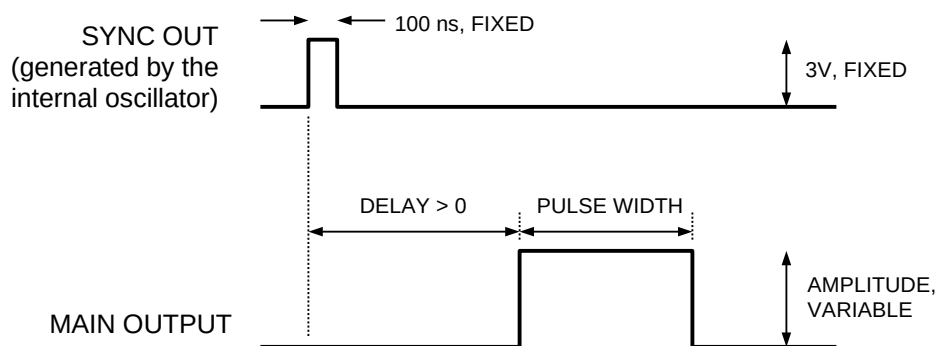 SYNC OUT
(generated by the
internal oscillator)
100 ns, FIXED
3V, FIXED
DELAY > 0
PULSE WIDTH
MAIN OUTPUT
AMPLITUDE,
VARIABLE